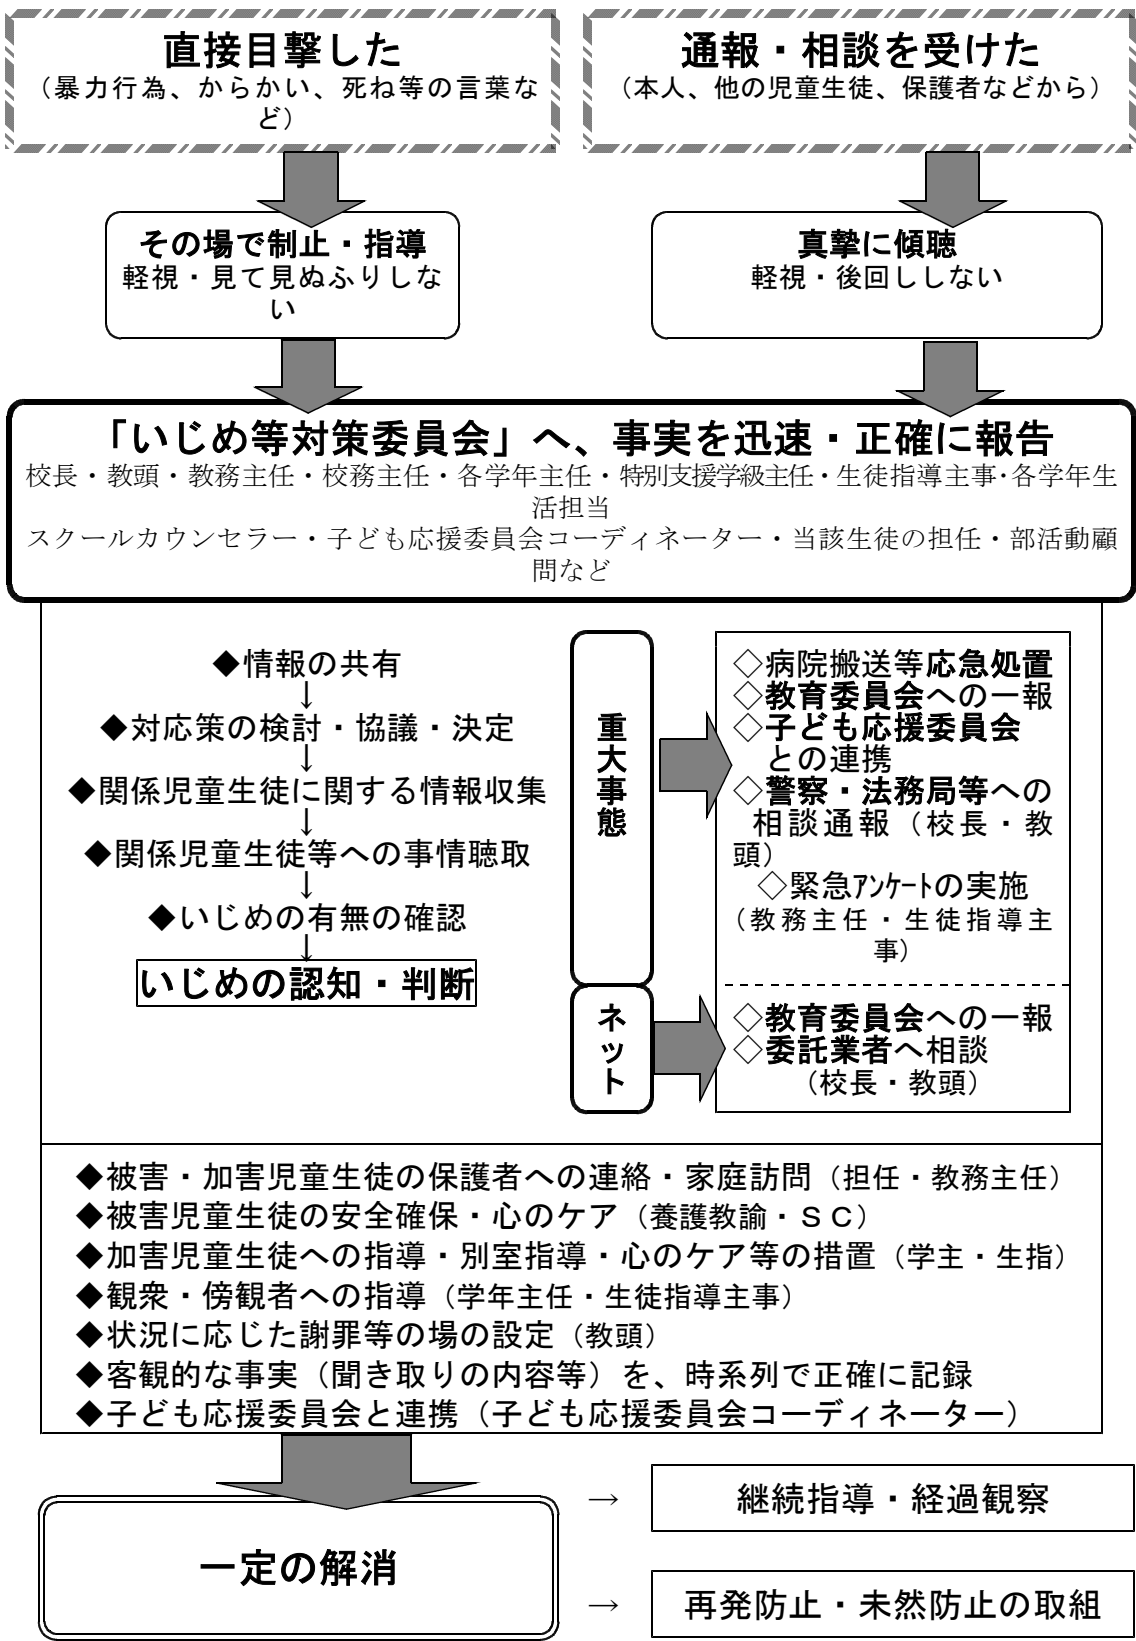 直接目撃した
（暴力行為、からかい、死ね等の言葉な
ど）
通報・相談を受けた
（本人、他の児童生徒、保護者などから）
その場で制止・指導
軽視・見て見ぬふりしな
い
真摯に傾聴
軽視・後回ししない
「いじめ等対策委員会」へ、事実を迅速・正確に報告
校長・教頭・教務主任・校務主任・各学年主任・特別支援学級主任・生徒指導主事・各学年生
活担当
スクールカウンセラー・子ども応援委員会コーディネーター・当該生徒の担任・部活動顧
問など
◆情報の共有
↓
◆対応策の検討・協議・決定
↓
◆関係児童生徒に関する情報収集
↓
◆関係児童生徒等への事情聴取
↓
◆いじめの有無の確認
↓
いじめの認知・判断
重大事態
◇病院搬送等応急処置
◇教育委員会への一報
◇子ども応援委員会
との連携
◇警察・法務局等への
相談通報（校長・教
頭）
◇緊急ｱﾝｹｰﾄの実施
（教務主任・生徒指導主
事）
ネット
◇教育委員会への一報
◇委託業者へ相談
（校長・教頭）
◆被害・加害児童生徒の保護者への連絡・家庭訪問（担任・教務主任）
◆被害児童生徒の安全確保・心のケア（養護教諭・ＳＣ）
◆加害児童生徒への指導・別室指導・心のケア等の措置（学主・生指）
◆観衆・傍観者への指導（学年主任・生徒指導主事）
◆状況に応じた謝罪等の場の設定（教頭）
◆客観的な事実（聞き取りの内容等）を、時系列で正確に記録
◆子ども応援委員会と連携（子ども応援委員会コーディネーター）
一定の解消
→ 継続指導・経過観察
→ 再発防止・未然防止の取組